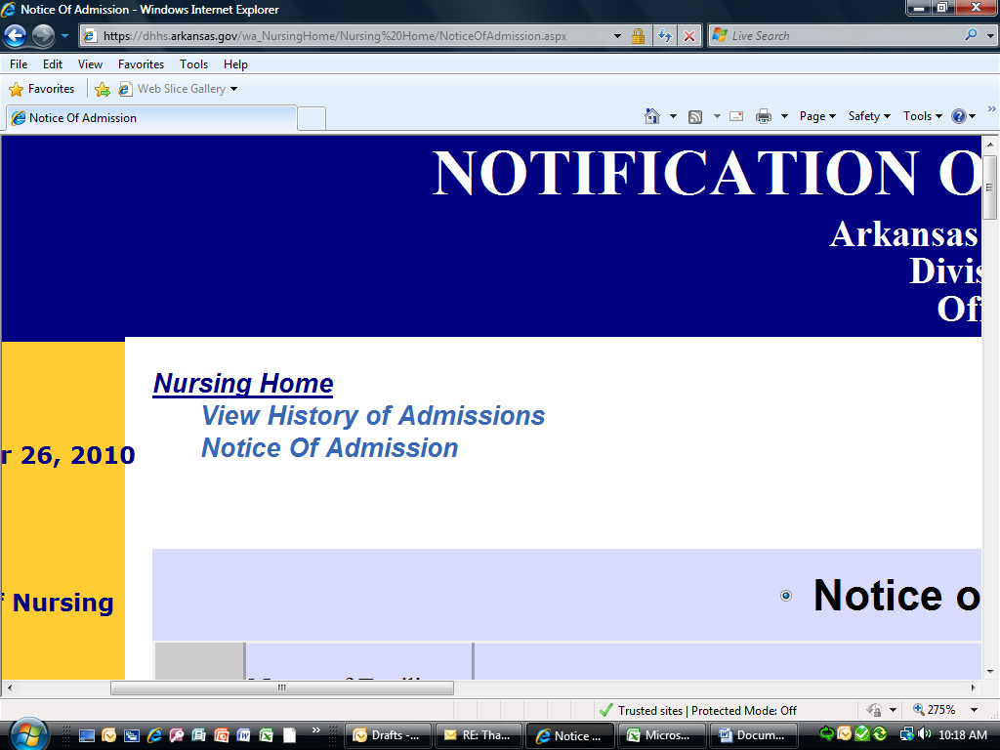 Notice Of Admission - Windows Internet Explorer
https://dhhs.arkansas.gov/wa_NursingHome/Nursing%20Home/NoticeOfAdmission.aspx
Live Search
File Edit View Favorites Tools Help
Favorites Web Slice Gallery
Notice Of Admission
Page Safety Tools
NOTIFICATION O
Arkansas
Divis
Of
Nursing Home
View History of Admissions
Notice Of Admission
r 26, 2010
Notice o
Nursing
Trusted sites | Protected Mode: Off
275%
Drafts -...
RE: Tha...
Notice ...
Micros...
Docum...
10:18 AM